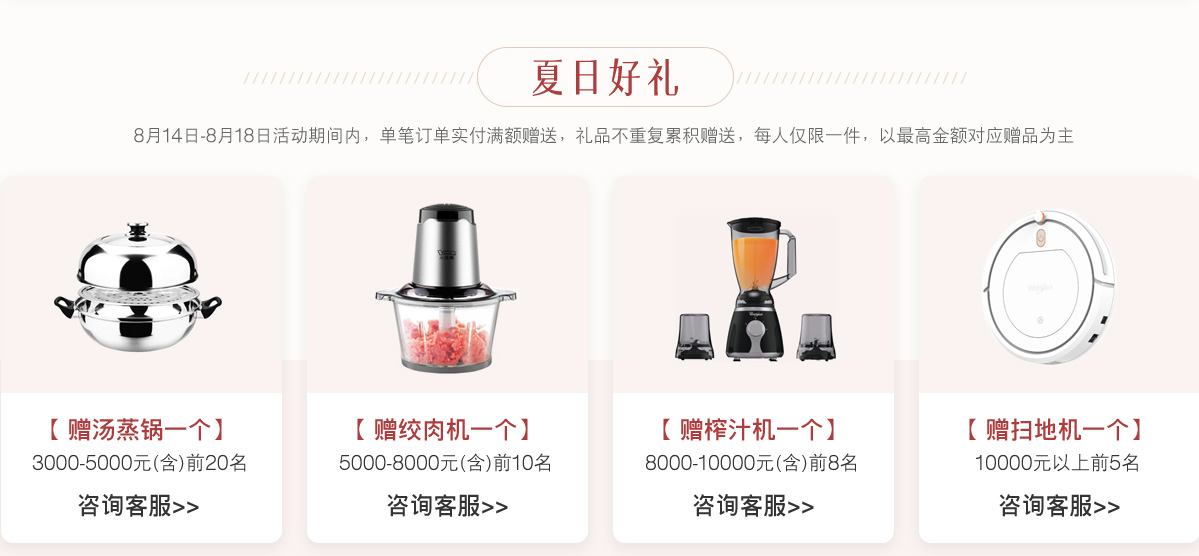 夏日好礼
8月14日-8月18日活动期间内，单笔订单实付满额赠送，礼品不重复累积赠送，每人仅限一件，以最高金额对应赠品为主
【 赠汤蒸锅一个】
3000-5000元(含)前20名
咨询客服>>
【 赠绞肉机一个】
5000-8000元(含)前10名
咨询客服>>
【 赠榨汁机一个】
8000-10000元(含)前8名
咨询客服>>
【 赠扫地机一个】
10000元以上前5名
咨询客服>>